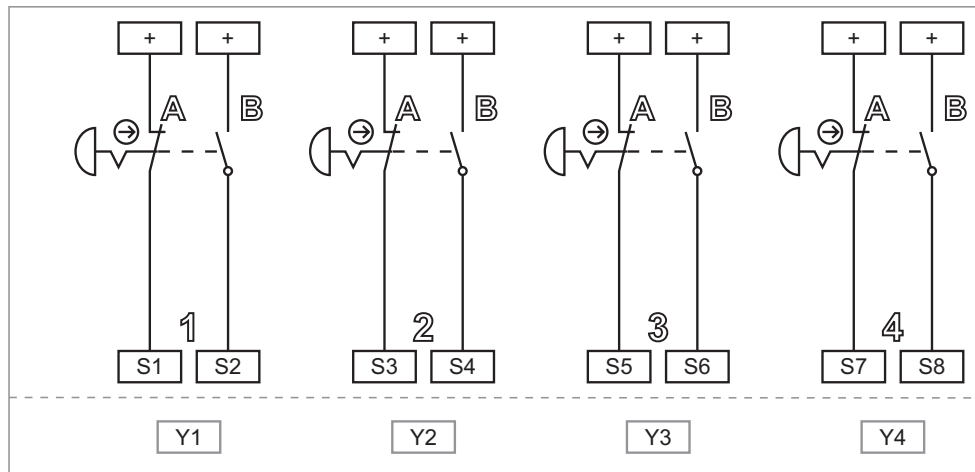 + + + + + + + +
A B A B A B A B
1 2 3 4
S1 S2 S3 S4 S5 S6 S7 S8
Y1 Y2 Y3 Y4